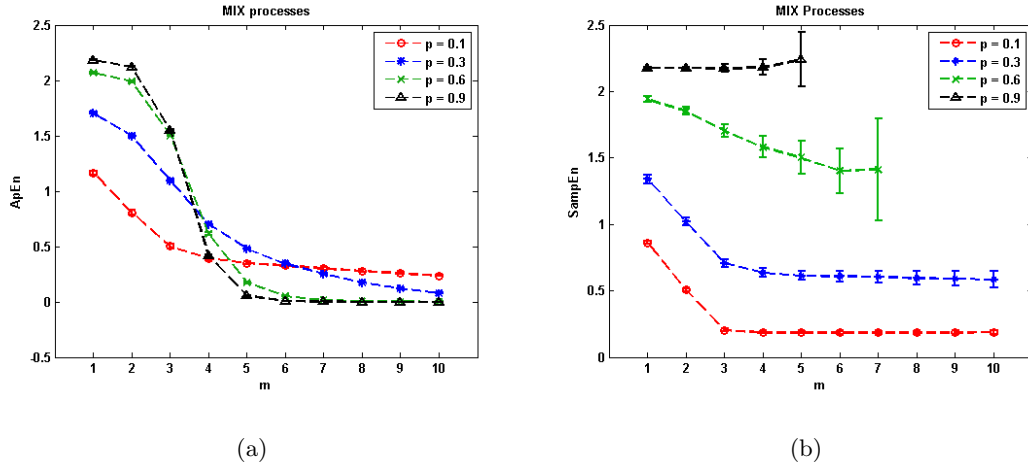 MIX processes
2.5
2
1.5
1
0.5
0
-0.5
ApEn
1 2 3 4 5 6 7 8 9 10
m
p = 0.1
p = 0.3
p = 0.6
p = 0.9
(a)
MIX Processes
2.5
2
1.5
1
0.5
0
SampEn
1 2 3 4 5 6 7 8 9 10
m
p = 0.1
p = 0.3
p = 0.6
p = 0.9
(b)